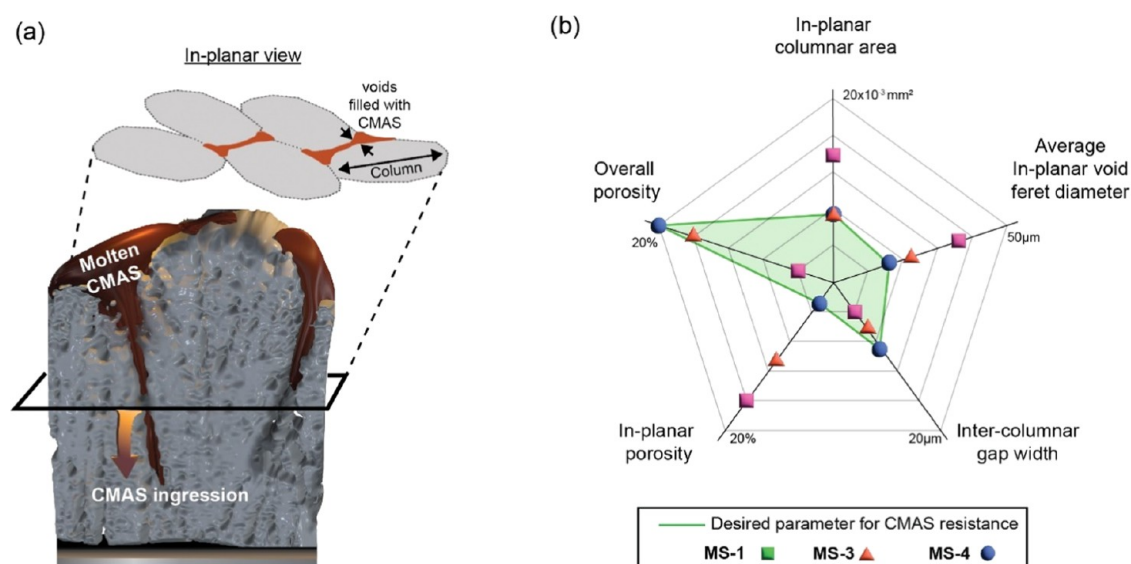 (a)
In-planar view
voids
filled with
CMAS
Column
Molten
CMAS
CMAS ingression
(b)
In-planar
columnar area
20x10⁻³ mm²
Average
In-planar void
feret diameter
50µm
Overall
porosity
20%
In-planar
porosity
20%
20µm
Inter-columnar
gap width
Desired parameter for CMAS resistance
MS-1 MS-3 MS-4